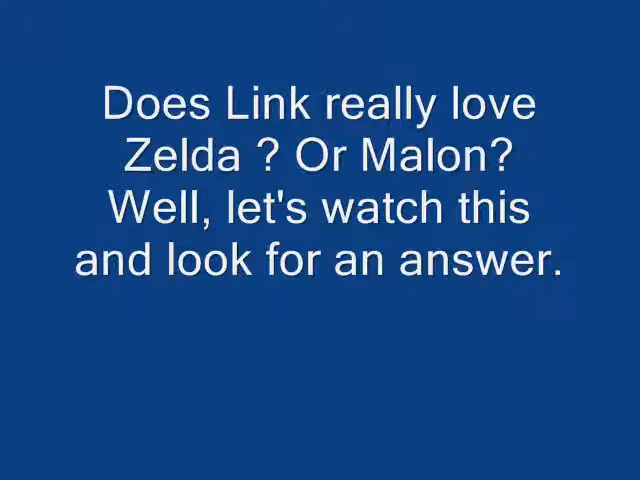 Does Link really love
Zelda ? Or Malon?
Well, let's watch this
and look for an answer.